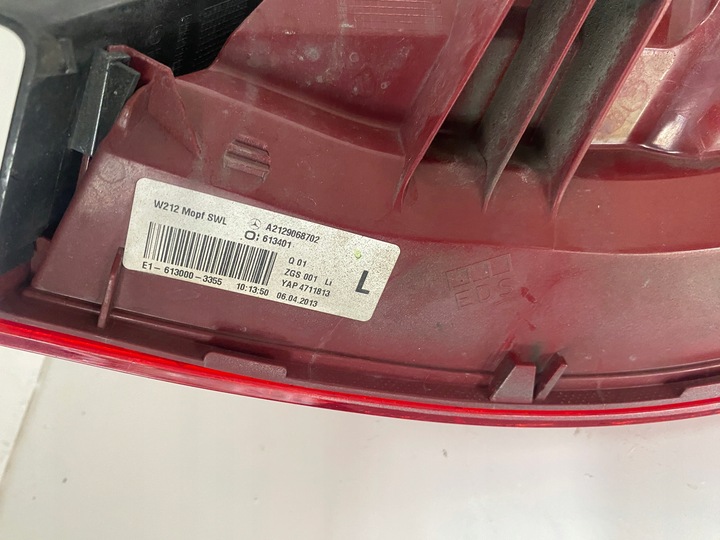 W212 Mopf SWL
A2129068702
613401
Q 01
ZGS 001 Li
YAP 4711813
E1- 613000-3355 10:13:50 06.04.2013
L